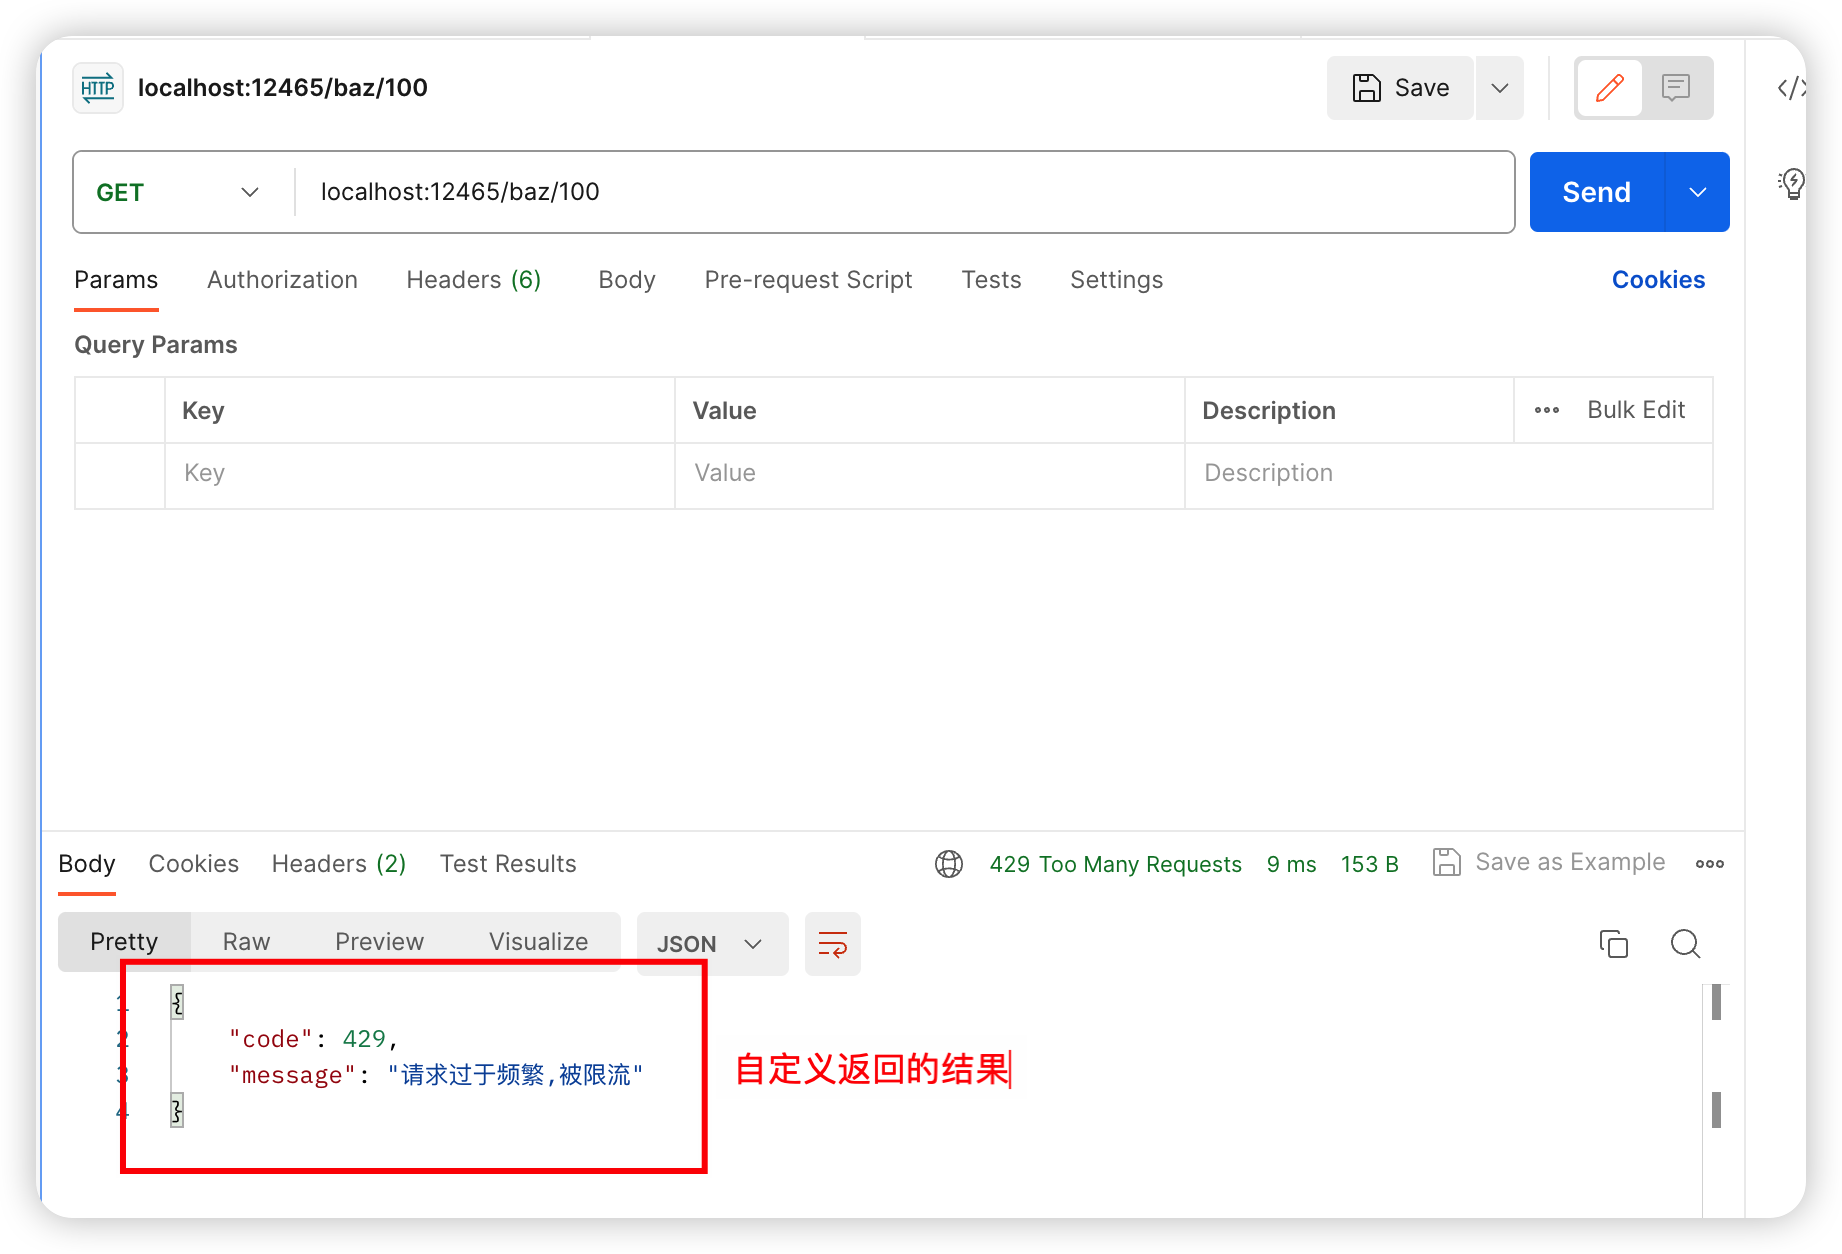 HTTP localhost:12465/baz/100 Save
GET localhost:12465/baz/100 Send
Params Authorization Headers (6) Body Pre-request Script Tests Settings Cookies
Query Params
Key Value Description Bulk Edit
Key Value Description
Body Cookies Headers (2) Test Results 429 Too Many Requests 9 ms 153 B Save as Example
Pretty Raw Preview Visualize JSON
1 {
2 "code": 429,
3 "message": "请求过于频繁,被限流"
自定义返回的结果
4 }